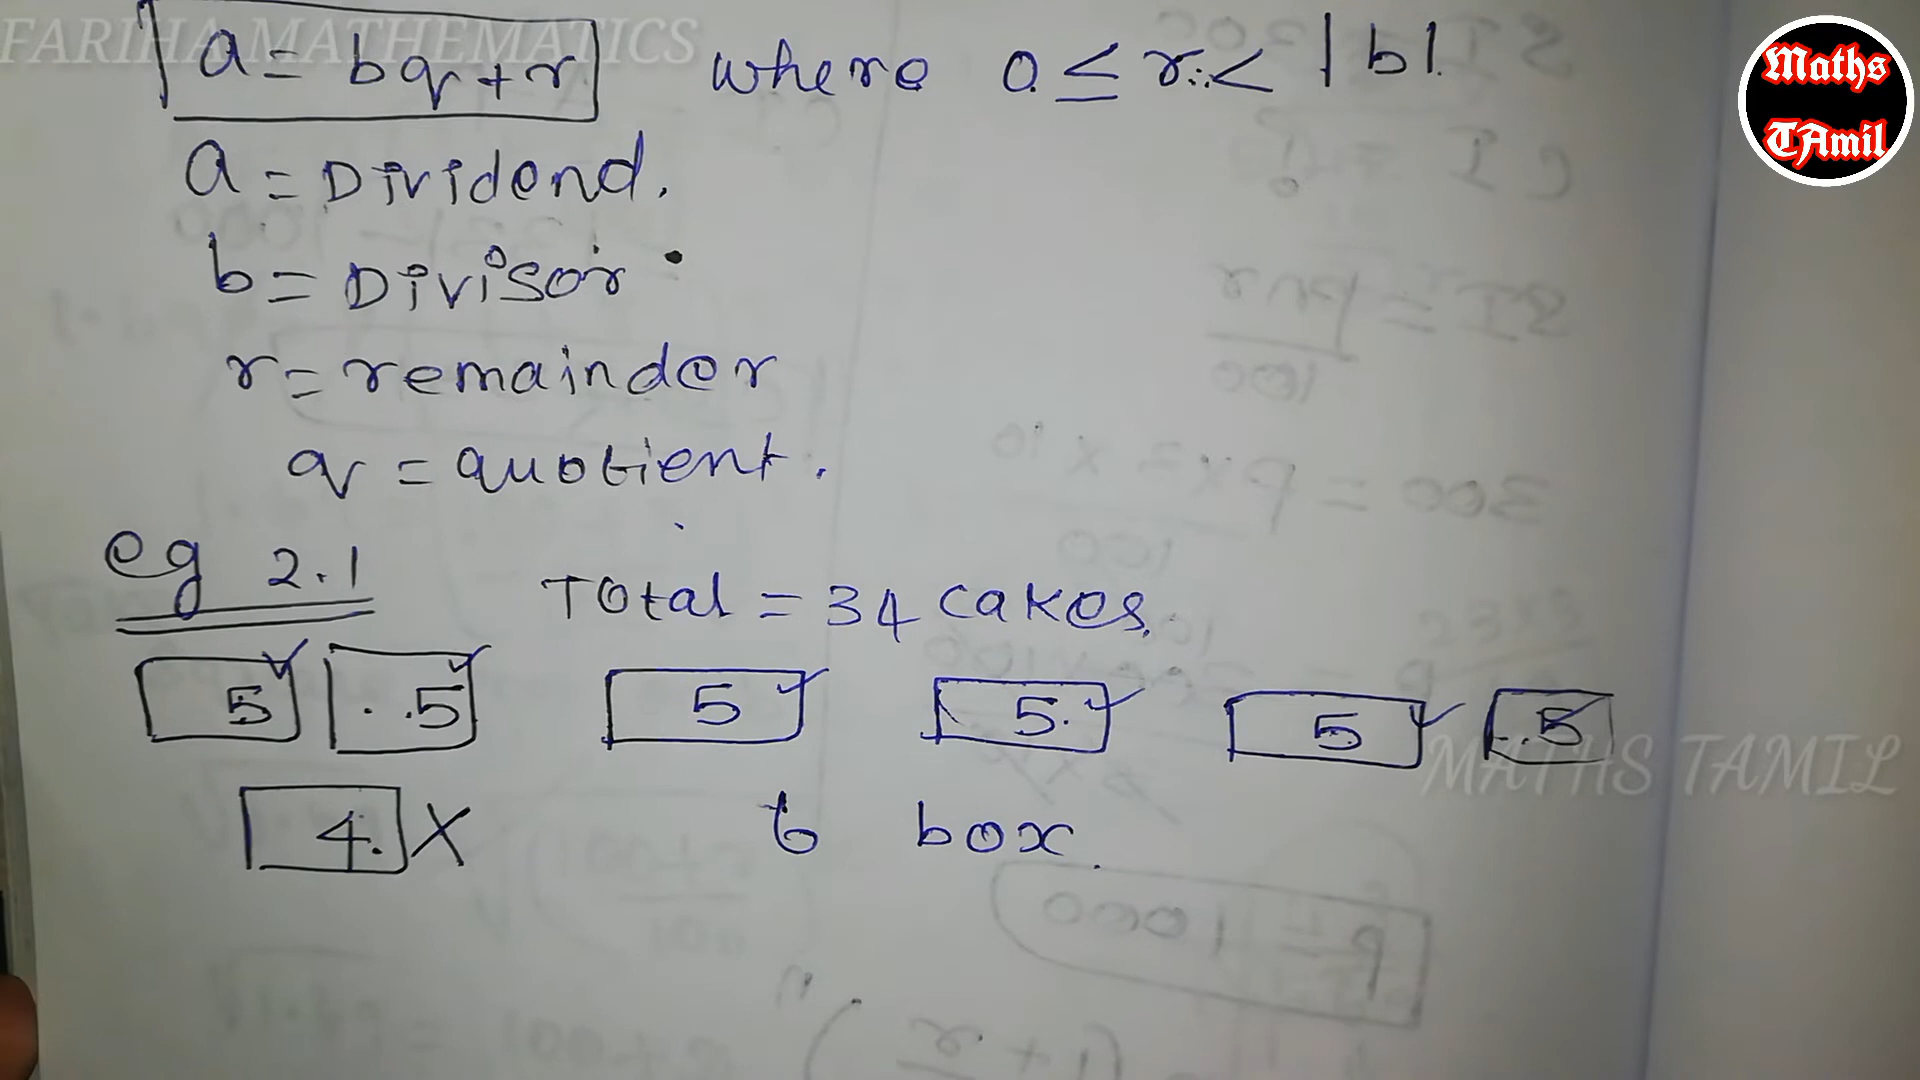 FARIHA MATHEMATICS
a = bq + r where 0 ≤ r < |b|.
Maths
TAmil
a = Dividend.
b = Divisor
r = remainder
q = quotient.
eg 2.1 Total = 34 cakes.
5 5 5 5 5 5
MATHS TAMIL
4 X 6 box.